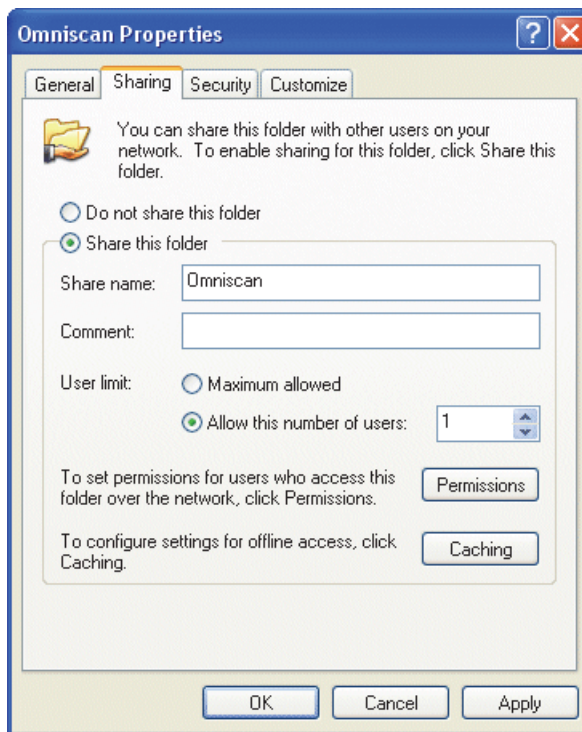 Omniscan Properties
?
General Sharing Security Customize
You can share this folder with other users on your
network. To enable sharing for this folder, click Share this
folder.
Do not share this folder
Share this folder
Share name: Omniscan
Comment:
User limit: Maximum allowed
Allow this number of users: 1
To set permissions for users who access this
folder over the network, click Permissions.
Permissions
To configure settings for offline access, click
Caching.
Caching
OK Cancel Apply